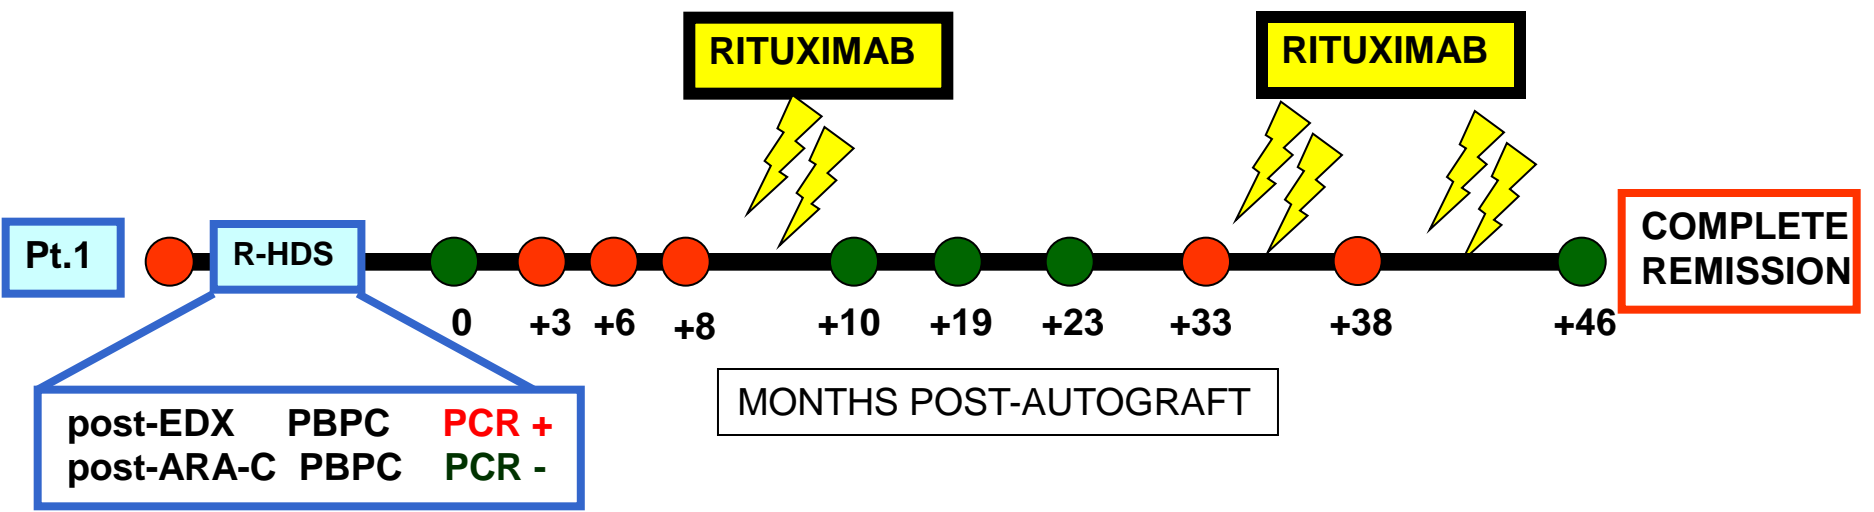 RITUXIMAB RITUXIMAB
Pt.1 R-HDS COMPLETE
REMISSION
0 +3 +6 +8 +10 +19 +23 +33 +38 +46
MONTHS POST-AUTOGRAFT
post-EDX PBPC PCR +
post-ARA-C PBPC PCR -